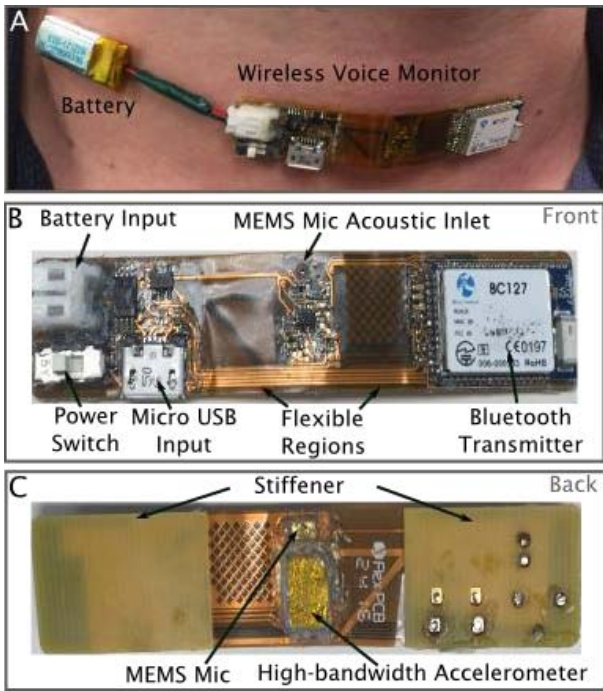 A
Wireless Voice Monitor
Battery
B
Battery Input
MEMS Mic Acoustic Inlet
Front
BC127
CE0197
RoHS
Power
Switch
Micro USB
Input
Flexible
Regions
Bluetooth
Transmitter
C
Stiffener
Back
MEMS Mic
High-bandwidth Accelerometer